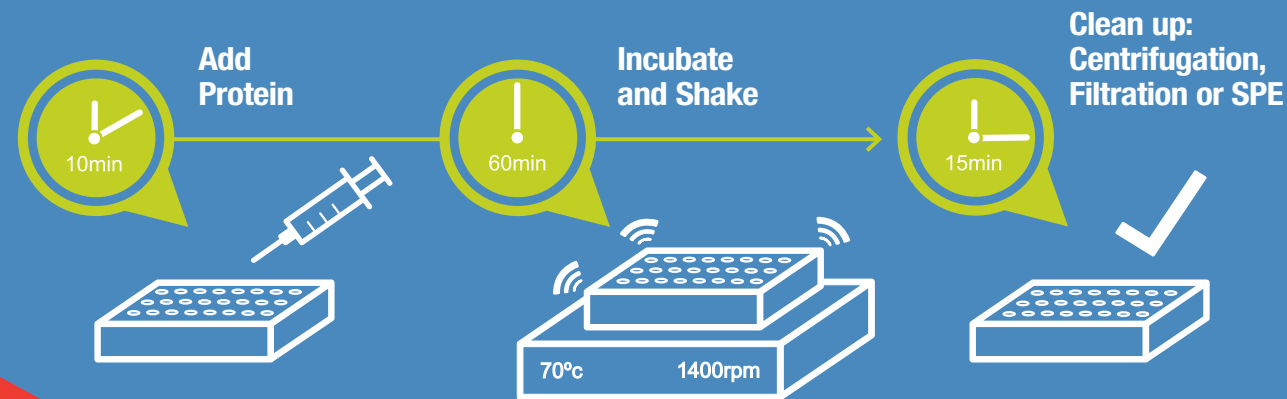 Add
Protein
10min
Incubate
and Shake
60min
70ºc 1400rpm
Clean up:
Centrifugation,
Filtration or SPE
15min